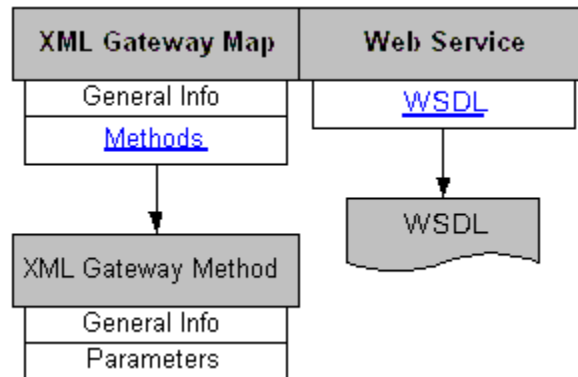 XML Gateway Map
Web Service
General Info
WSDL
Methods
WSDL
XML Gateway Method
General Info
Parameters